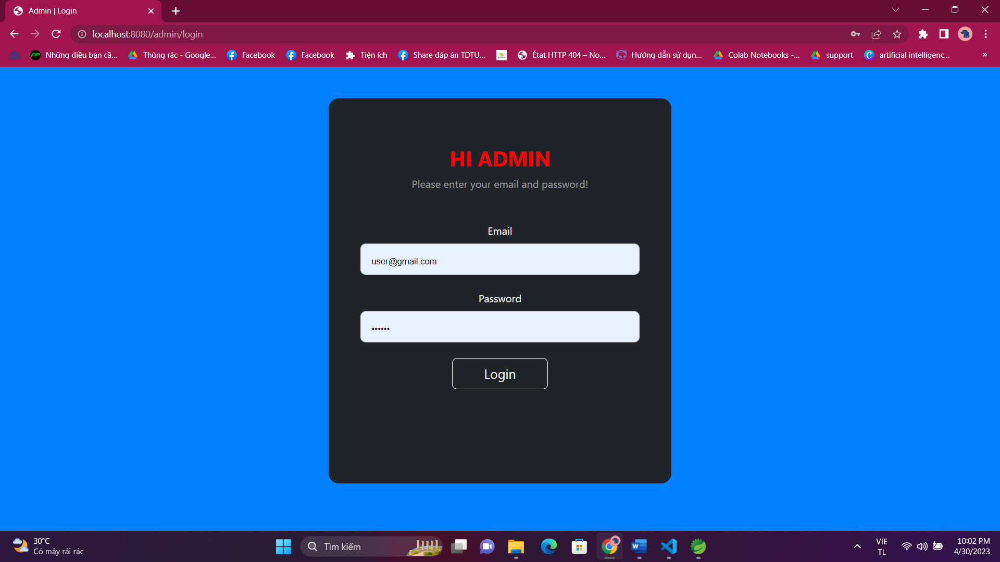 Admin | Login
localhost:8080/admin/login
Những điều bạn cầ...
Thùng rác - Google...
Facebook
Facebook
Tiện ích
Share đáp án TDTU...
État HTTP 404 – No...
Hướng dẫn sử dụn...
Colab Notebooks -...
support
artificial intelligenc...
»
HI ADMIN
Please enter your email and password!
Email
user@gmail.com
Password
••••••
Login
30°C
Có mây rải rác
Tìm kiếm
VIE
TL
10:02 PM
4/30/2023